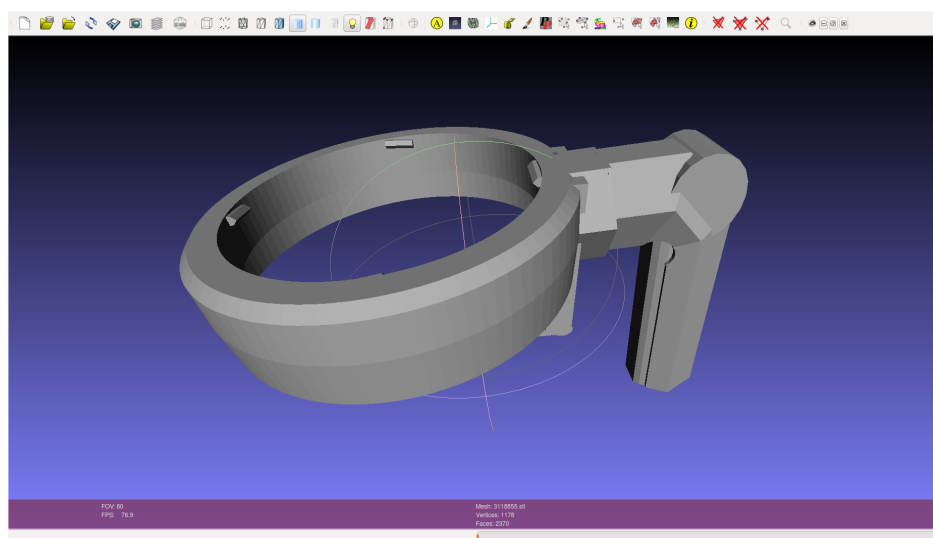 A
i
FOV: 60
FPS: 76.9
Mesh: 3118855.stl
Vertices: 1178
Faces: 2370